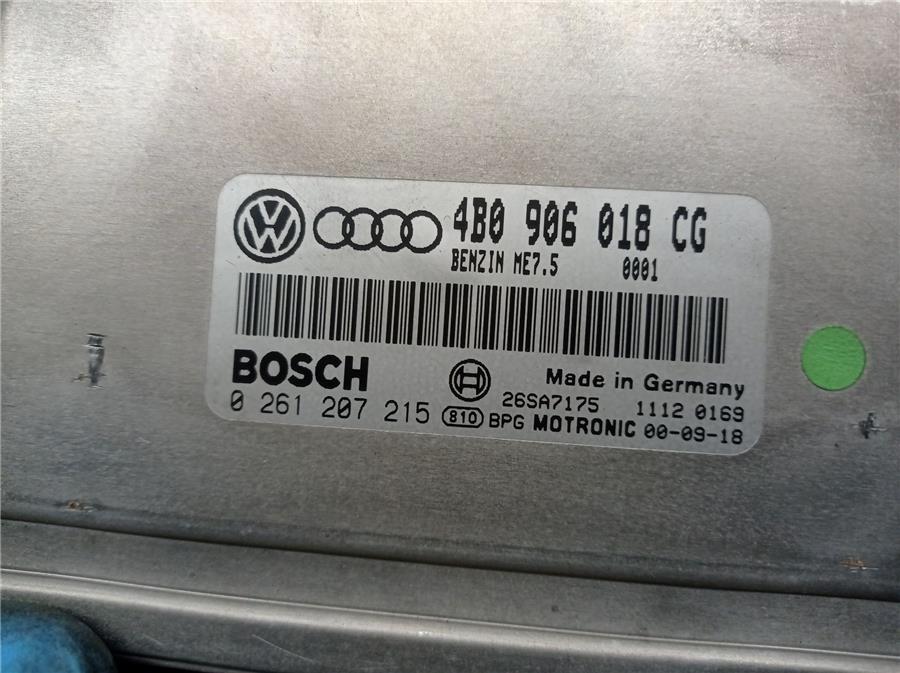 4B0 906 018 CG
BENZIN ME7.5 0001
BOSCH
Made in Germany
26SA7175 1112 0169
0 261 207 215 810 BPG MOTRONIC 00-09-18